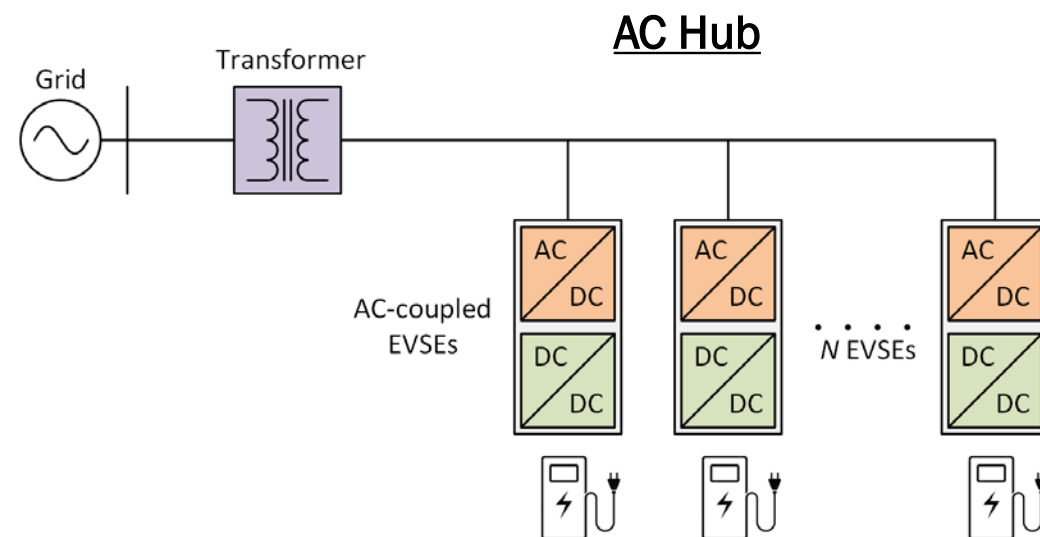 AC Hub
Transformer
Grid
AC
DC
AC
DC
AC
DC
AC-coupled
EVSEs
N EVSEs
DC
DC
DC
DC
DC
DC